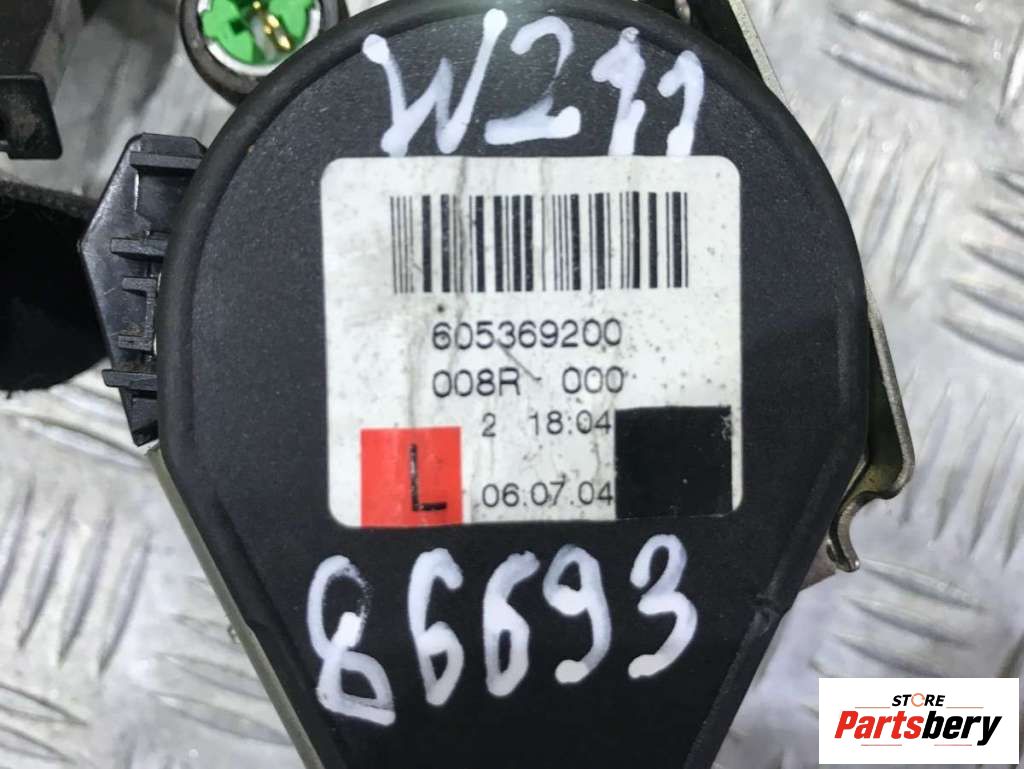 W211
605369200
008R 000
2 18:04
L 06.07.04
86693
STORE
Partsbery